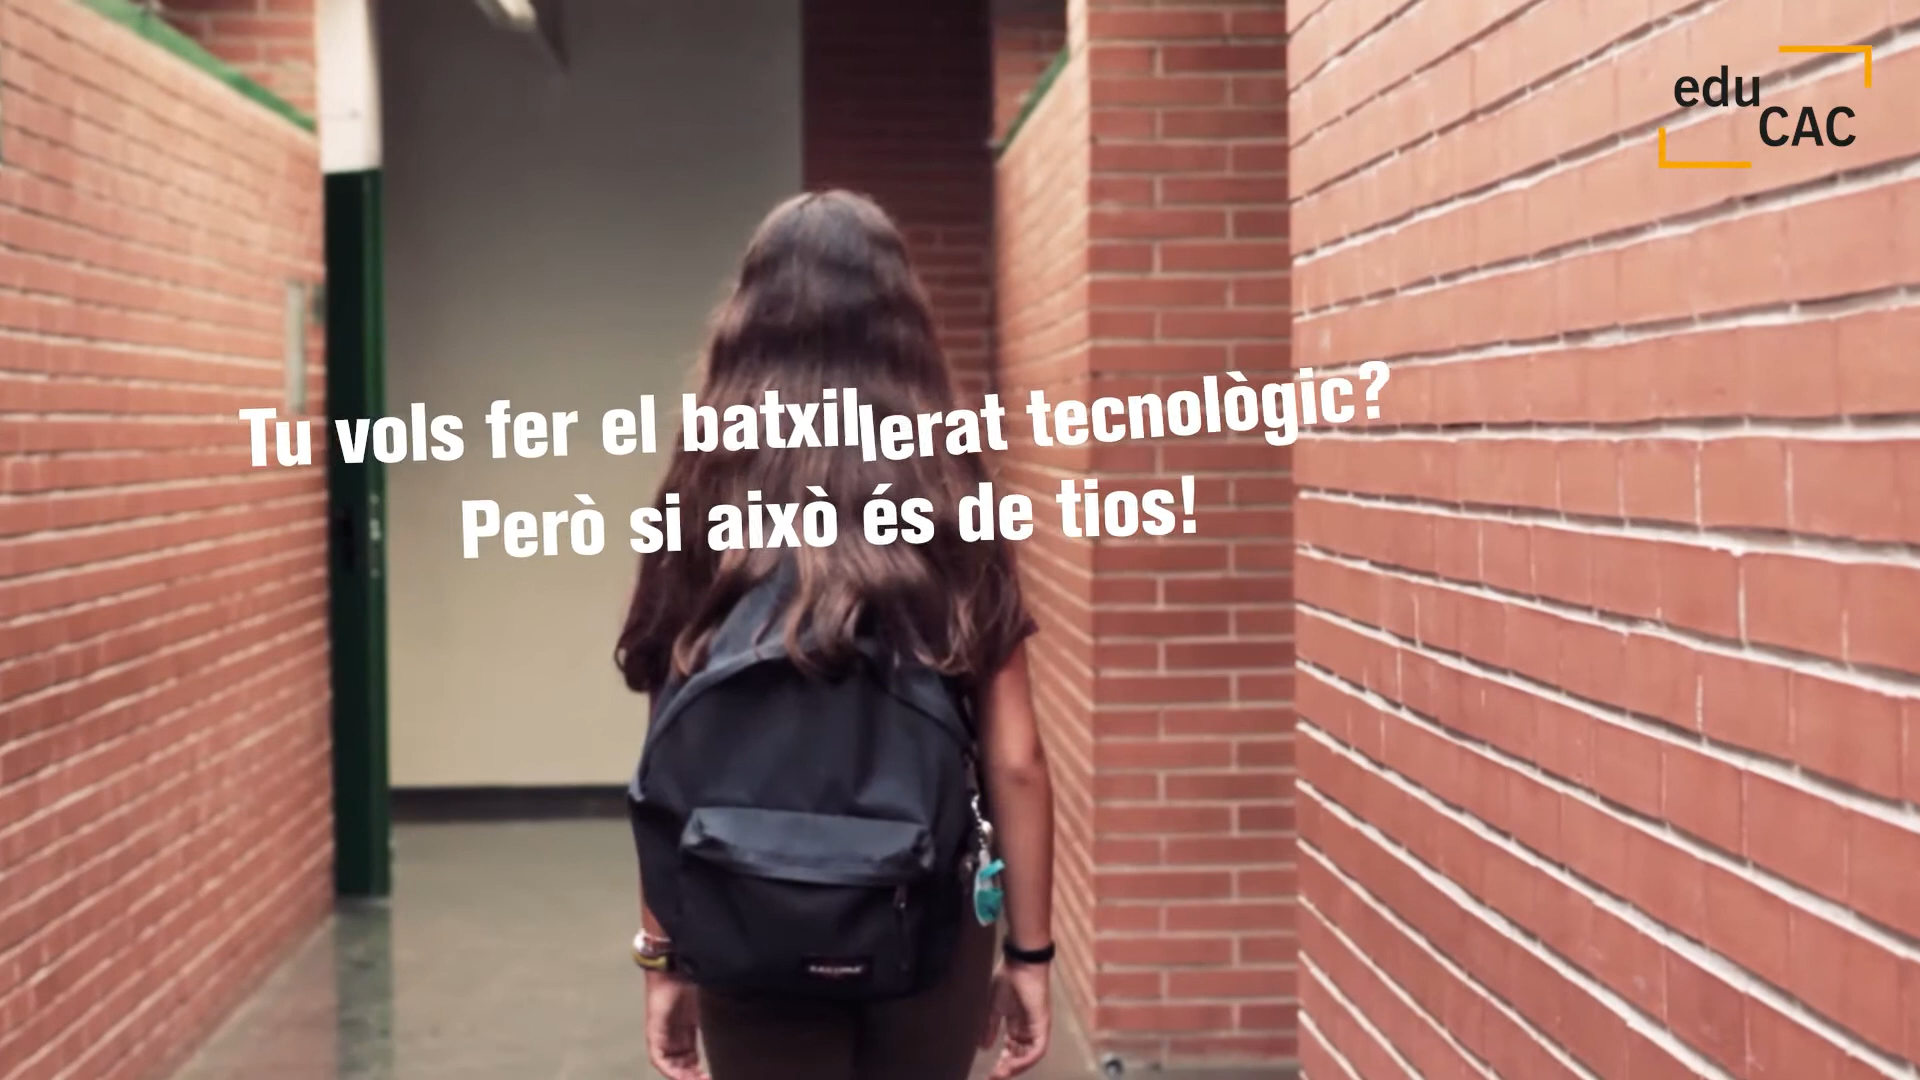 edu
CAC
Tu vols fer el batxillerat tecnològic?
Però si això és de tios!